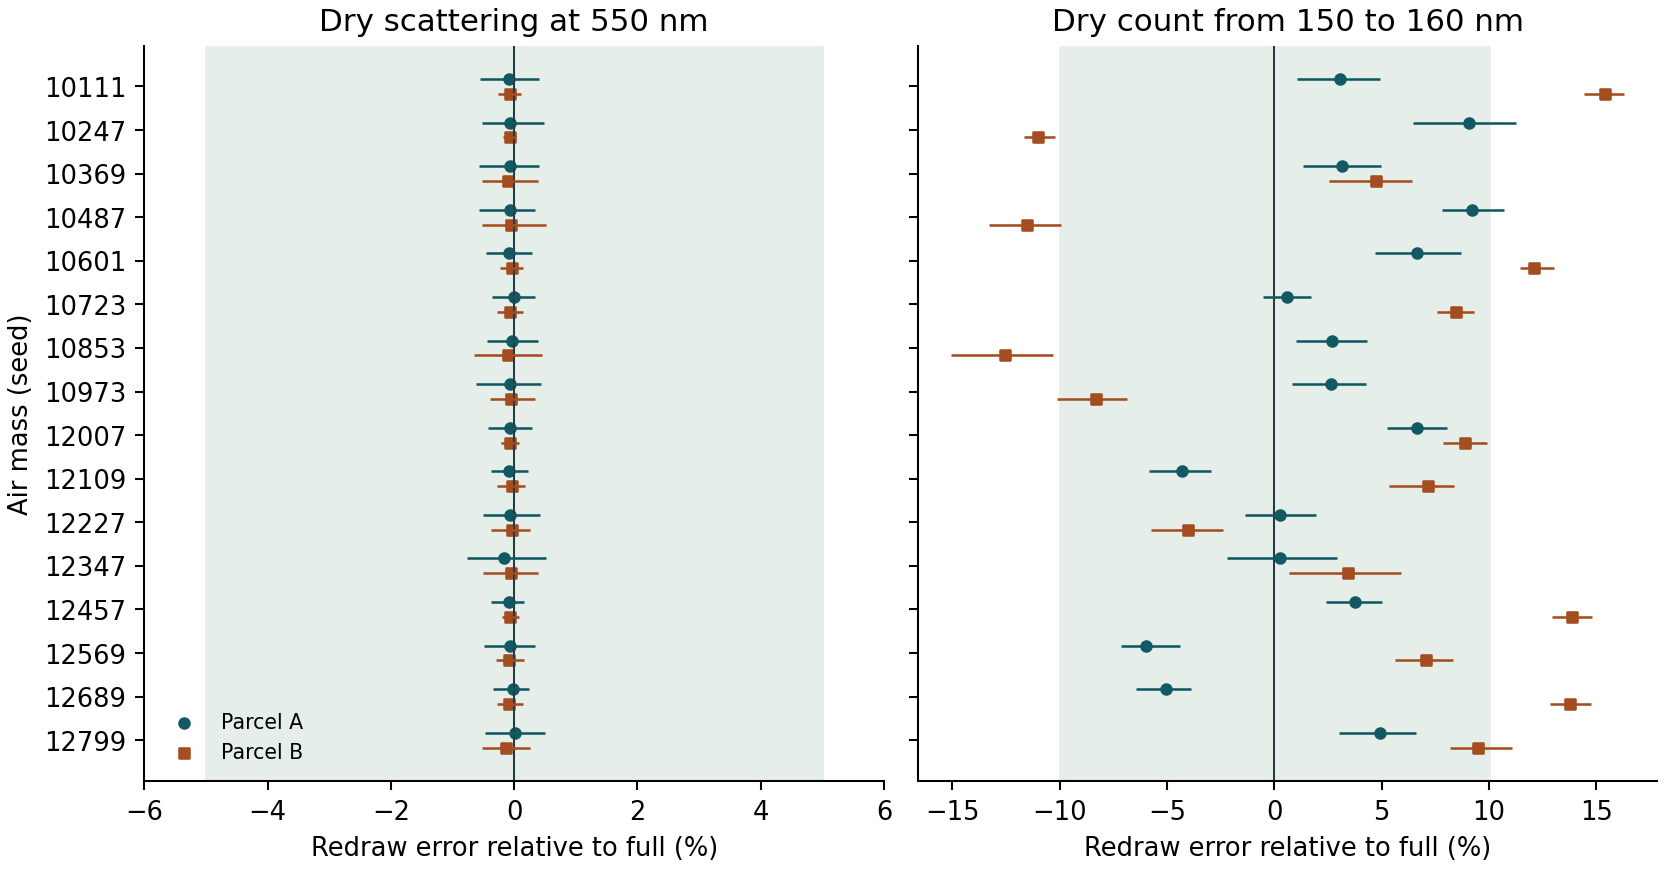 Dry scattering at 550 nm
Dry count from 150 to 160 nm
Air mass (seed)
10111
10247
10369
10487
10601
10723
10853
10973
12007
12109
12227
12347
12457
12569
12689
12799
Parcel A
Parcel B
−6 −4 −2 0 2 4 6
−15 −10 −5 0 5 10 15
Redraw error relative to full (%)
Redraw error relative to full (%)